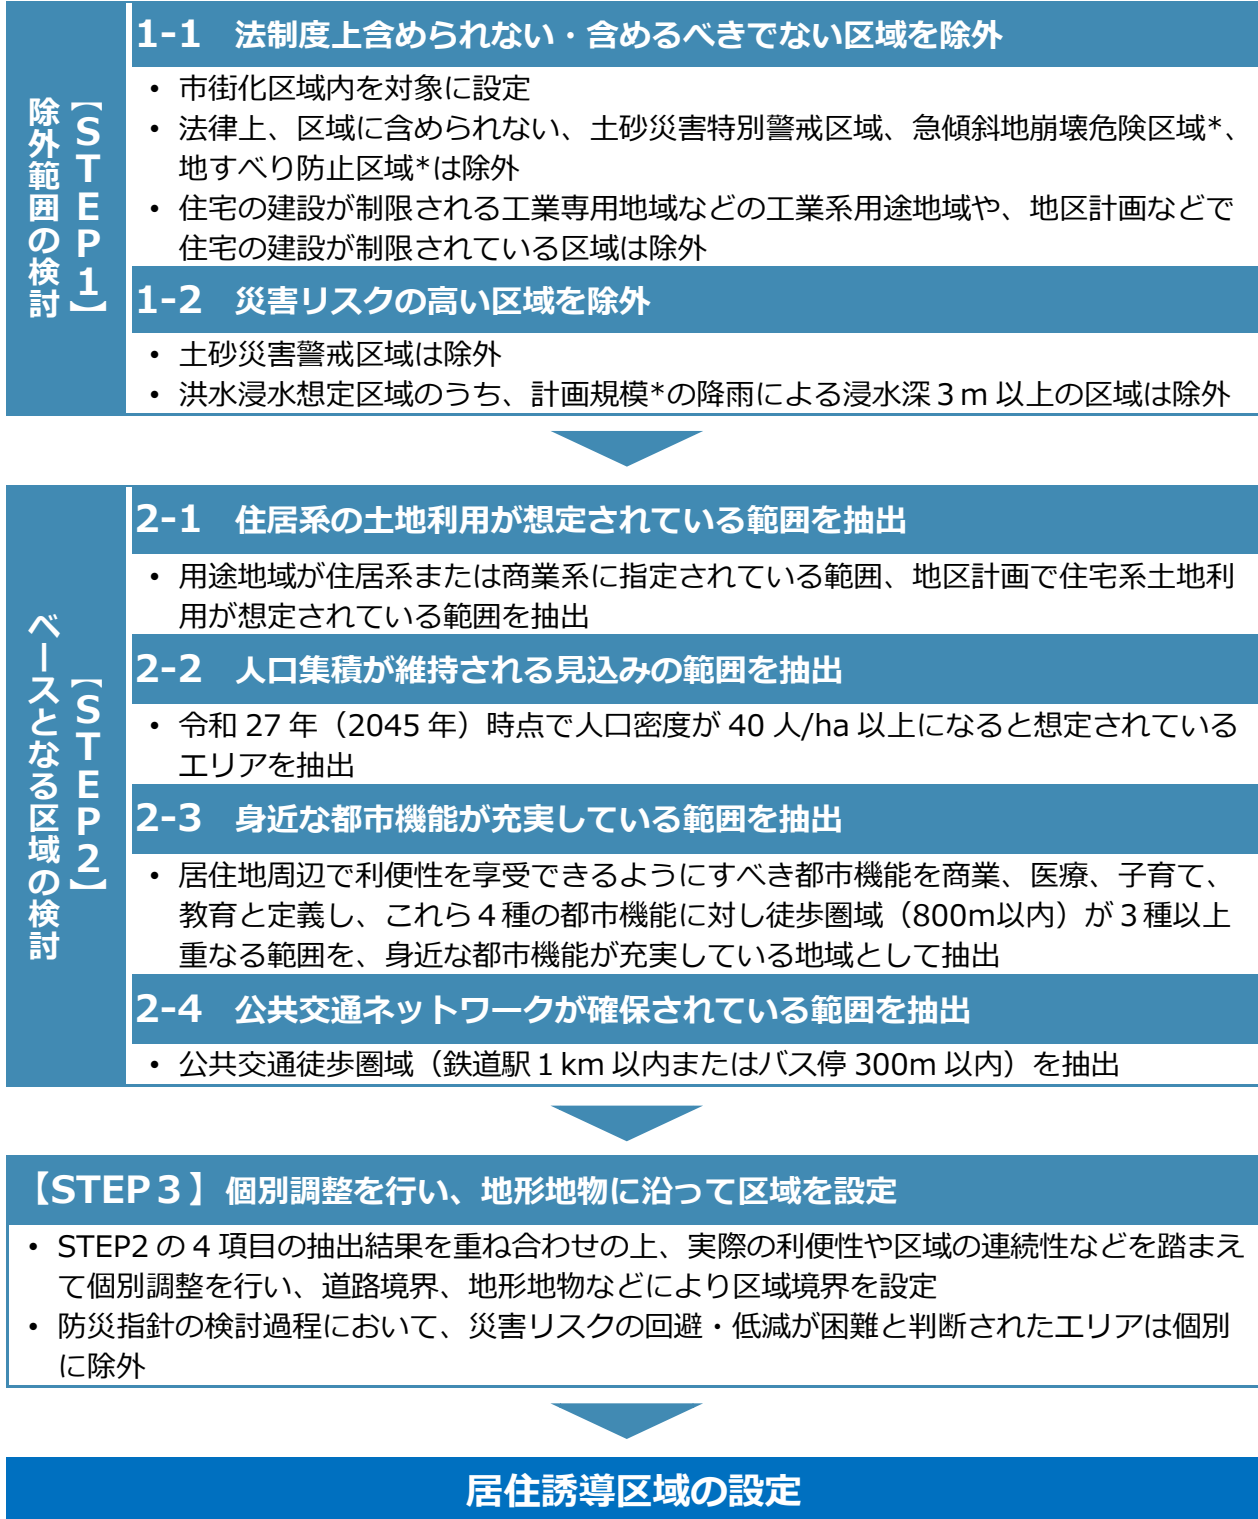 【STEP1】
除外範囲の検討
1-1 法制度上含められない・含めるべきでない区域を除外
• 市街化区域内を対象に設定
• 法律上、区域に含められない、土砂災害特別警戒区域、急傾斜地崩壊危険区域*、
地すべり防止区域*は除外
• 住宅の建設が制限される工業専用地域などの工業系用途地域や、地区計画などで
住宅の建設が制限されている区域は除外
1-2 災害リスクの高い区域を除外
• 土砂災害警戒区域は除外
• 洪水浸水想定区域のうち、計画規模*の降雨による浸水深３ｍ以上の区域は除外
【STEP2】
ベースとなる区域の検討
2-1 住居系の土地利用が想定されている範囲を抽出
• 用途地域が住居系または商業系に指定されている範囲、地区計画で住宅系土地利
用が想定されている範囲を抽出
2-2 人口集積が維持される見込みの範囲を抽出
• 令和 27 年（2045 年）時点で人口密度が 40 人/ha 以上になると想定されている
エリアを抽出
2-3 身近な都市機能が充実している範囲を抽出
• 居住地周辺で利便性を享受できるようにすべき都市機能を商業、医療、子育て、
教育と定義し、これら４種の都市機能に対し徒歩圏域（800m以内）が３種以上
重なる範囲を、身近な都市機能が充実している地域として抽出
2-4 公共交通ネットワークが確保されている範囲を抽出
• 公共交通徒歩圏域（鉄道駅１km 以内またはバス停 300m 以内）を抽出
【STEP３】個別調整を行い、地形地物に沿って区域を設定
• STEP2 の４項目の抽出結果を重ね合わせの上、実際の利便性や区域の連続性などを踏まえ
て個別調整を行い、道路境界、地形地物などにより区域境界を設定
• 防災指針の検討過程において、災害リスクの回避・低減が困難と判断されたエリアは個別
に除外
居住誘導区域の設定